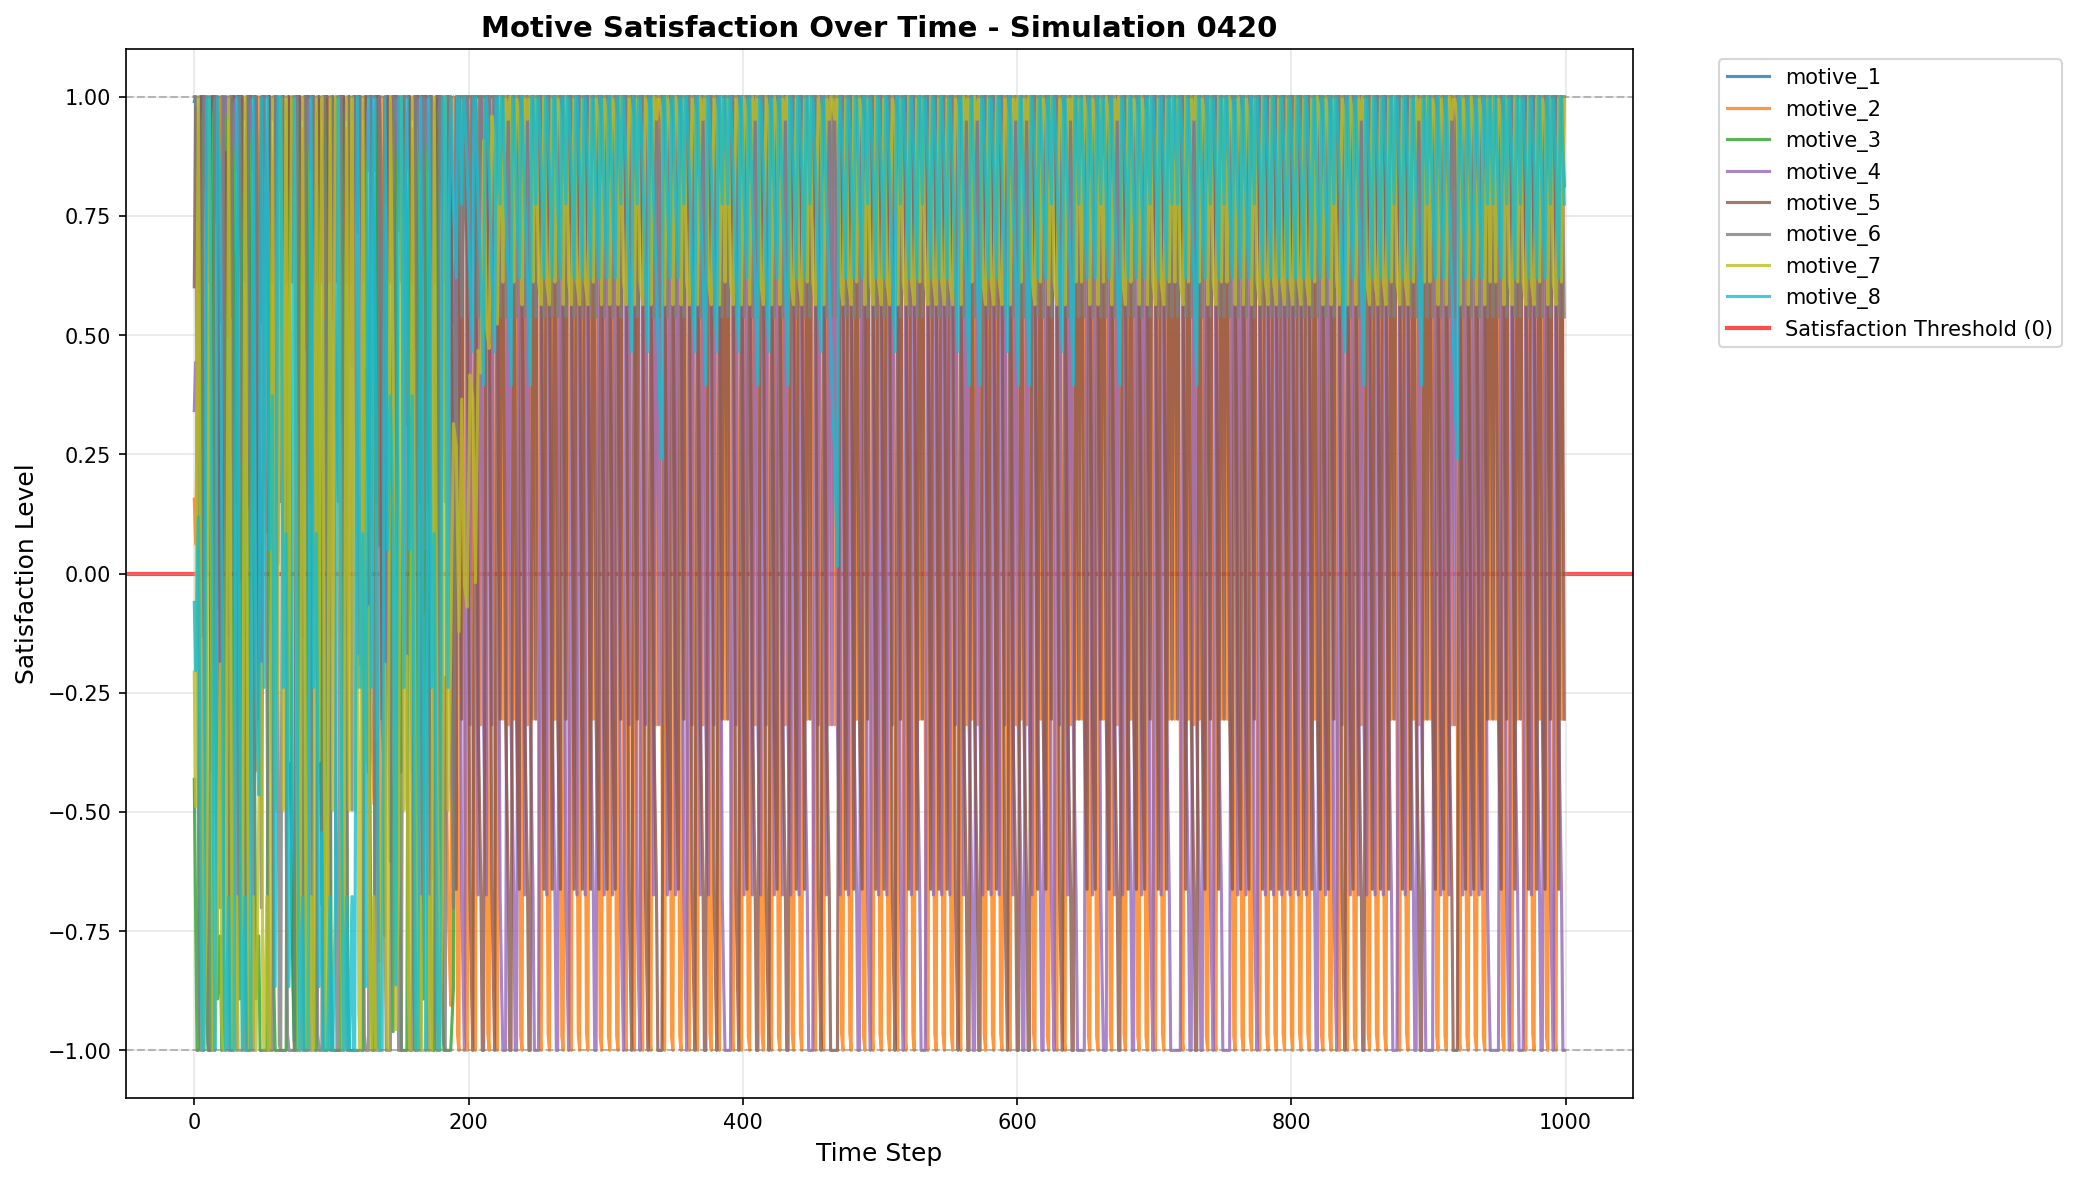 Motive Satisfaction Over Time - Simulation 0420
Satisfaction Level
1.00
0.75
0.50
0.25
0.00
−0.25
−0.50
−0.75
−1.00
0
200
400
600
800
1000
Time Step
motive_1
motive_2
motive_3
motive_4
motive_5
motive_6
motive_7
motive_8
Satisfaction Threshold (0)